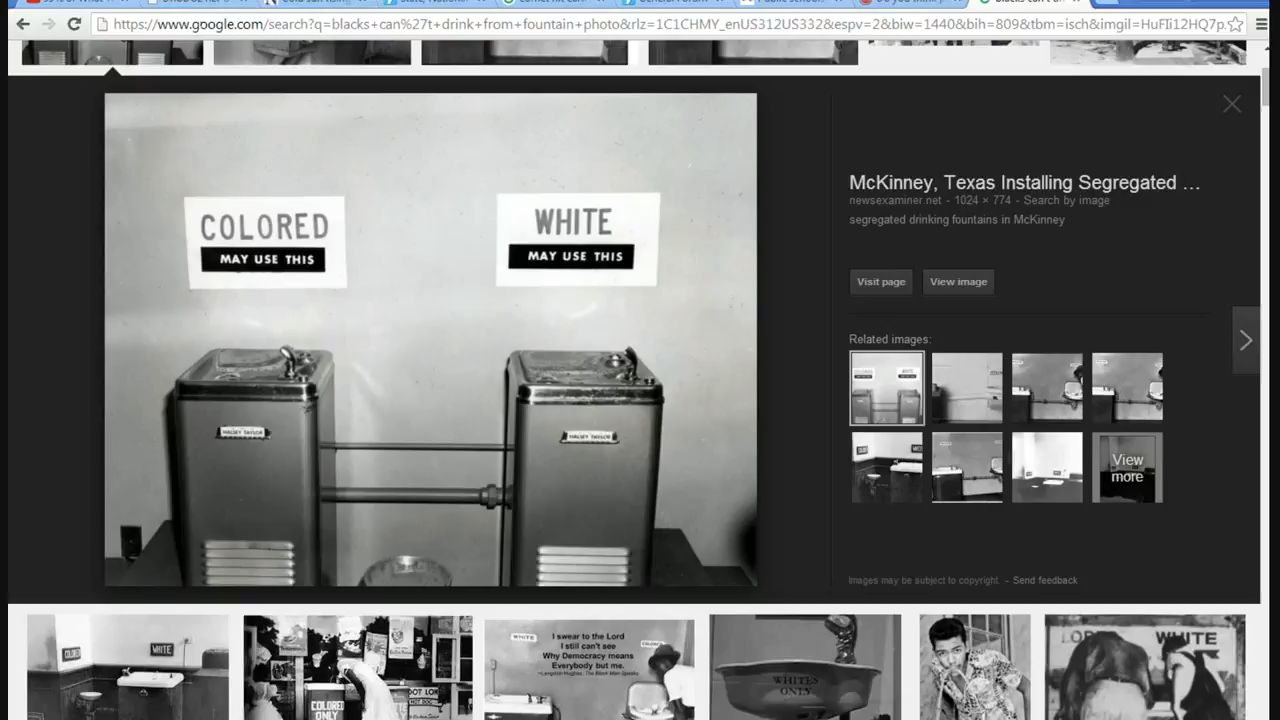 https://www.google.com/search?q=blacks+can%27t+drink+from+fountain+photo&rlz=1C1CHMY_enUS312US332&espv=2&biw=1440&bih=809&tbm=isch&imgil=HuFIi12HQ7p
COLORED
MAY USE THIS
WHITE
MAY USE THIS
HALSEY TAYLOR
HALSEY TAYLOR
McKinney, Texas Installing Segregated ...
newsexaminer.net - 1024 × 774 - Search by image
segregated drinking fountains in McKinney
Visit page
View image
Related images:
View
more
Images may be subject to copyright. - Send feedback
COLORED
WHITE
COLORED
ONLY
WHITE
COLORED
I swear to the Lord
I still can't see
Why Democracy means
Everybody but me.
~Langston Hughes, The Black Man Speaks
WHITES
ONLY
WHITE